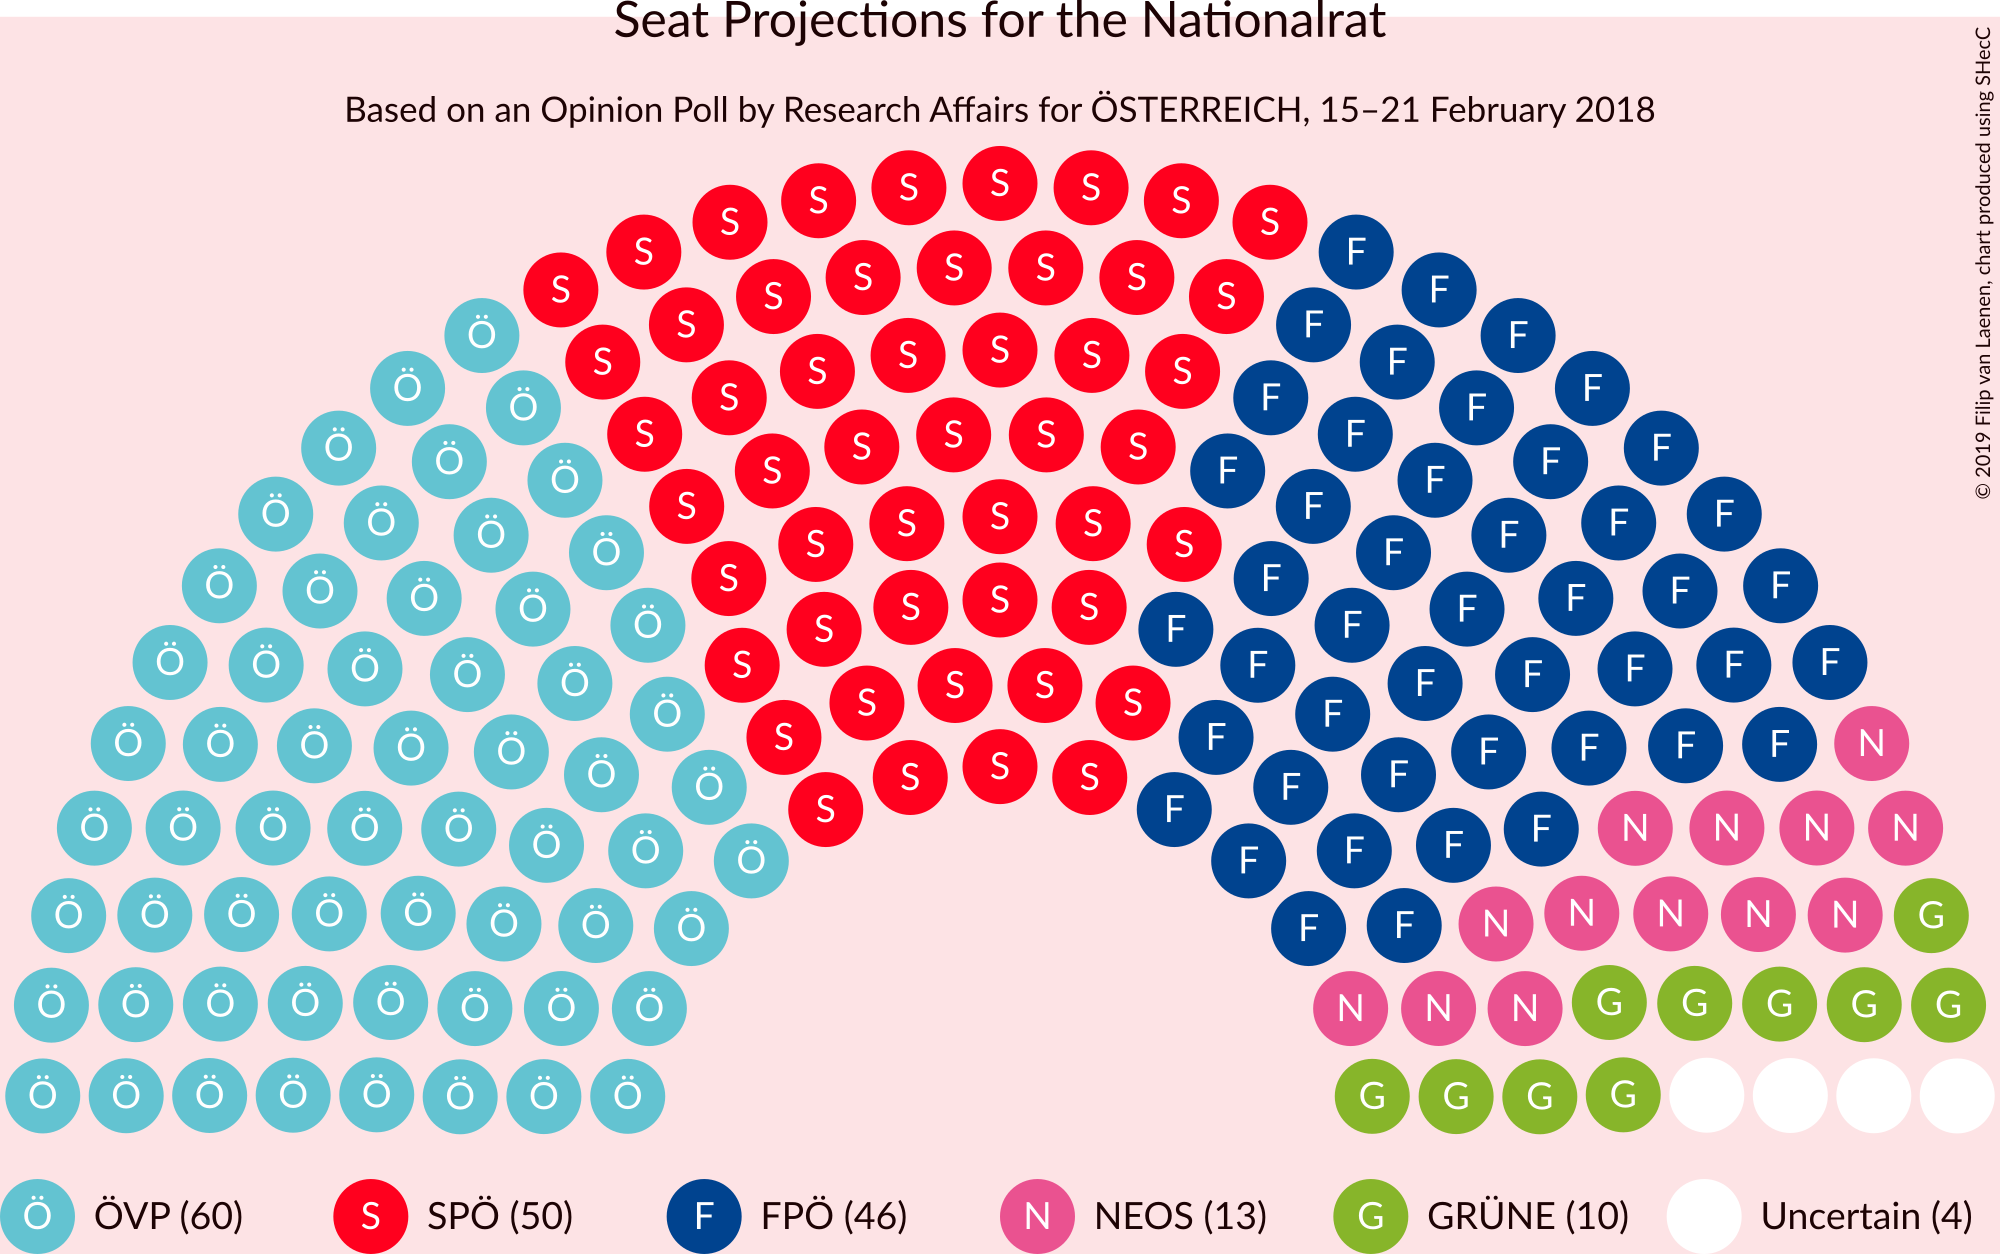 Seat Projections for the Nationalrat
Based on an Opinion Poll by Research Affairs for ÖSTERREICH, 15–21 February 2018
© 2019 Filip van Laenen, chart produced using SHecC
S S S S S S S S S F F
Ö S S S S S S S F F F
Ö Ö S S S S S S S F F F F
Ö Ö Ö S S S S S S F F F F F
Ö Ö Ö Ö S S S S S S F F F F F
Ö Ö Ö Ö Ö S S S S S F F F F F F
Ö Ö Ö Ö Ö Ö S S S S S F F F F F F F
Ö Ö Ö Ö Ö Ö Ö S S S S F F F F F F F N
Ö Ö Ö Ö Ö Ö Ö Ö S F F F F F N N N N
Ö Ö Ö Ö Ö Ö Ö Ö F F N N N N N G
Ö Ö Ö Ö Ö Ö Ö Ö N N N G G G G G
Ö Ö Ö Ö Ö Ö Ö Ö G G G G
Ö ÖVP (60) S SPÖ (50) F FPÖ (46) N NEOS (13) G GRÜNE (10) Uncertain (4)